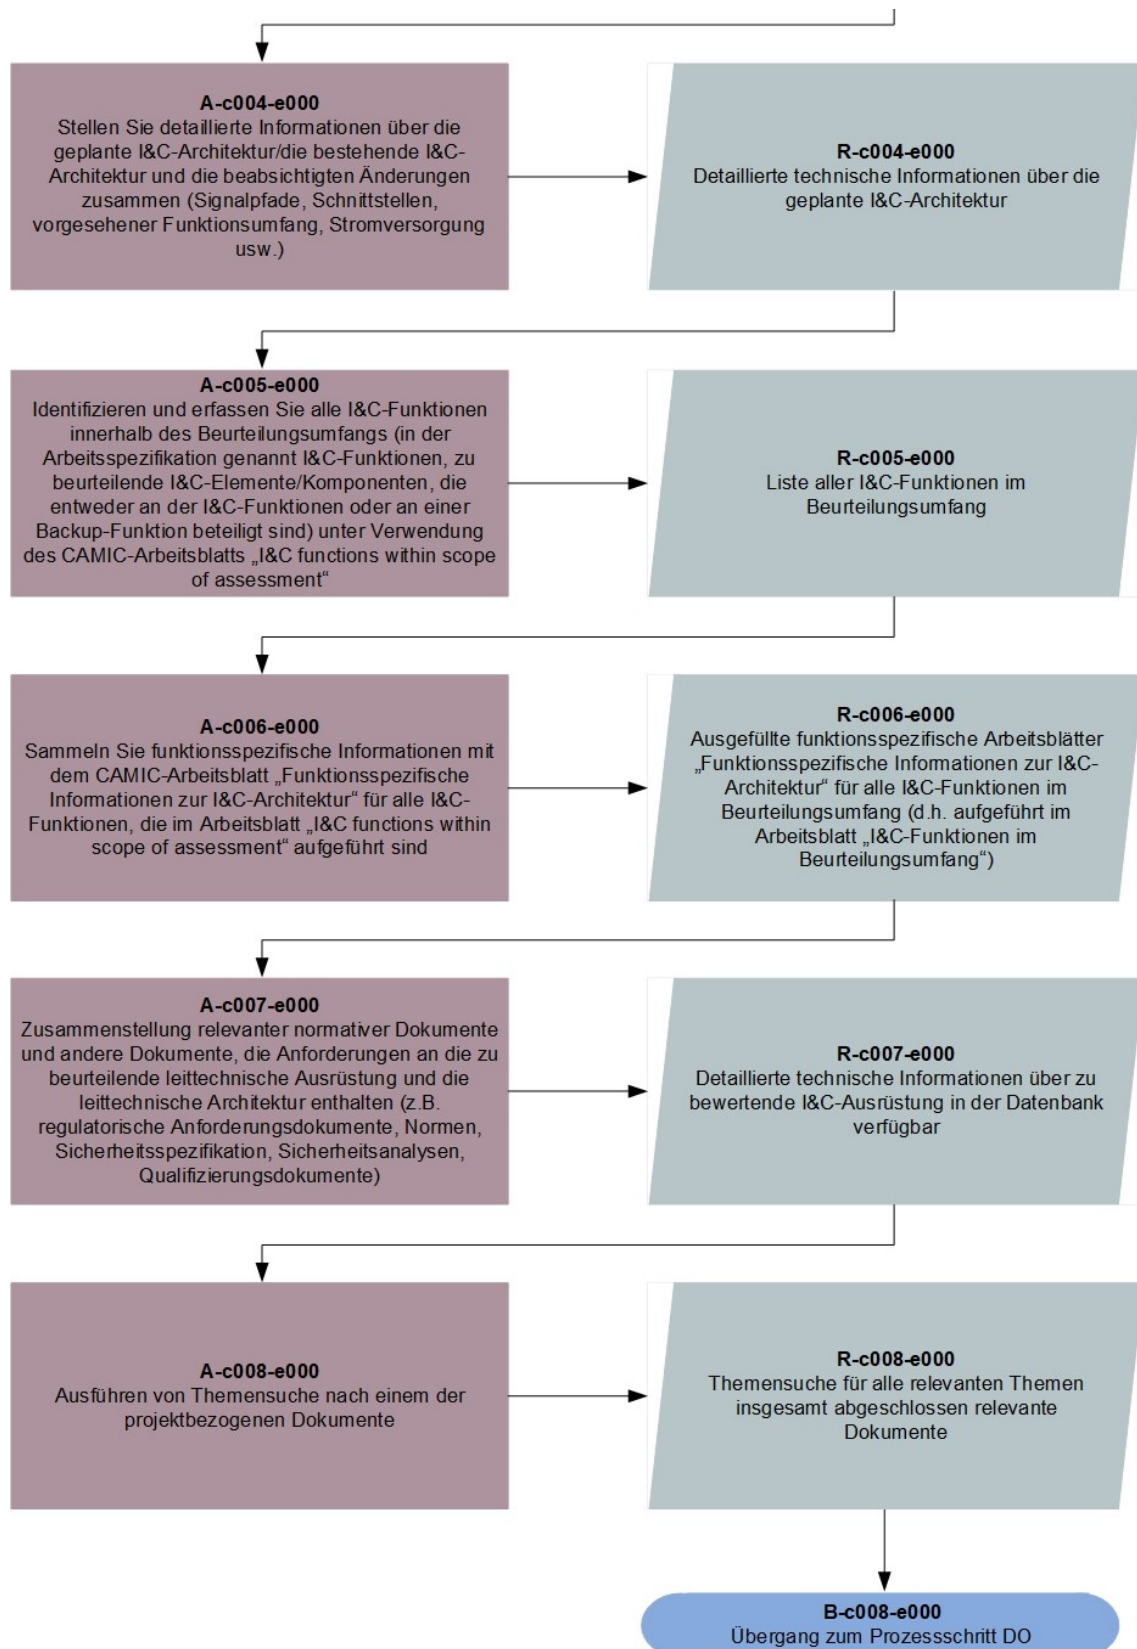 A-c004-e000
Stellen Sie detaillierte Informationen über die
geplante I&C-Architektur/die bestehende I&C-
Architektur und die beabsichtigten Änderungen
zusammen (Signalpfade, Schnittstellen,
vorgesehener Funktionsumfang, Stromversorgung
usw.)
R-c004-e000
Detaillierte technische Informationen über die
geplante I&C-Architektur
A-c005-e000
Identifizieren und erfassen Sie alle I&C-Funktionen
innerhalb des Beurteilungsumfangs (in der
Arbeitsspezifikation genannt I&C-Funktionen, zu
beurteilende I&C-Elemente/Komponenten, die
entweder an der I&C-Funktionen oder an einer
Backup-Funktion beteiligt sind) unter Verwendung
des CAMIC-Arbeitsblatts „I&C functions within scope
of assessment“
R-c005-e000
Liste aller I&C-Funktionen im
Beurteilungsumfang
A-c006-e000
Sammeln Sie funktionsspezifische Informationen mit
dem CAMIC-Arbeitsblatt „Funktionsspezifische
Informationen zur I&C-Architektur“ für alle I&C-
Funktionen, die im Arbeitsblatt „I&C functions within
scope of assessment“ aufgeführt sind
R-c006-e000
Ausgefüllte funktionsspezifische Arbeitsblätter
„Funktionsspezifische Informationen zur I&C-
Architektur“ für alle I&C-Funktionen im
Beurteilungsumfang (d.h. aufgeführt im
Arbeitsblatt „I&C-Funktionen im
Beurteilungsumfang“)
A-c007-e000
Zusammenstellung relevanter normativer Dokumente
und andere Dokumente, die Anforderungen an die zu
beurteilende leittechnische Ausrüstung und die
leittechnische Architektur enthalten (z.B.
regulatorische Anforderungsdokumente, Normen,
Sicherheitsspezifikation, Sicherheitsanalysen,
Qualifizierungsdokumente)
R-c007-e000
Detaillierte technische Informationen über zu
bewertende I&C-Ausrüstung in der Datenbank
verfügbar
A-c008-e000
Ausführen von Themensuche nach einem der
projektbezogenen Dokumente
R-c008-e000
Themensuche für alle relevanten Themen
insgesamt abgeschlossen relevante
Dokumente
B-c008-e000
Übergang zum Prozessschritt DO